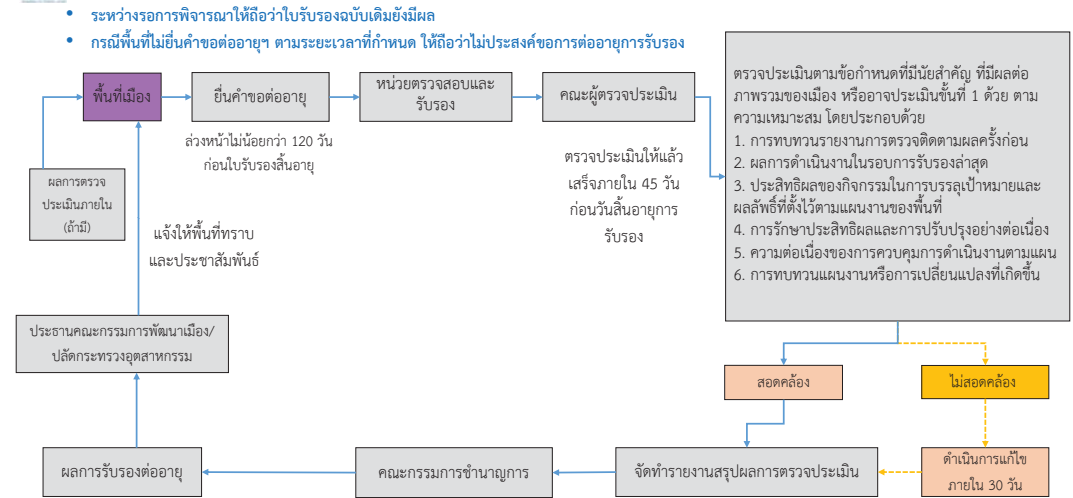 • ระหว่างรอการพิจารณาให้ถือว่าใบรับรองฉบับเดิมยังมีผล
• กรณีพื้นที่ไม่ยื่นคำขอต่ออายุฯ ตามระยะเวลาที่กำหนด ให้ถือว่าไม่ประสงค์ขอการต่ออายุการรับรอง
พื้นที่เมือง
ยื่นคำขอต่ออายุ
ล่วงหน้าไม่น้อยกว่า 120 วัน
ก่อนใบรับรองสิ้นอายุ
หน่วยตรวจสอบและ
รับรอง
คณะผู้ตรวจประเมิน
ตรวจประเมินให้แล้ว
เสร็จภายใน 45 วัน
ก่อนวันสิ้นอายุการ
รับรอง
ตรวจประเมินตามข้อกำหนดที่มีนัยสำคัญ ที่มีผลต่อ
ภาพรวมของเมือง หรืออาจประเมินขั้นที่ 1 ด้วย ตาม
ความเหมาะสม โดยประกอบด้วย
1. การทบทวนรายงานการตรวจติดตามผลครั้งก่อน
2. ผลการดำเนินงานในรอบการรับรองล่าสุด
3. ประสิทธิผลของกิจกรรมในการบรรลุเป้าหมายและ
ผลลัพธ์ที่ตั้งไว้ตามแผนงานของพื้นที่
4. การรักษาประสิทธิผลและการปรับปรุงอย่างต่อเนื่อง
5. ความต่อเนื่องของการควบคุมการดำเนินงานตามแผน
6. การทบทวนแผนงานหรือการเปลี่ยนแปลงที่เกิดขึ้น
ผลการตรวจ
ประเมินภายใน
(ถ้ามี)
แจ้งให้พื้นที่ทราบ
และประชาสัมพันธ์
ประธานคณะกรรมการพัฒนาเมือง/
ปลัดกระทรวงอุตสาหกรรม
สอดคล้อง
ไม่สอดคล้อง
ผลการรับรองต่ออายุ
คณะกรรมการชำนาญการ
จัดทำรายงานสรุปผลการตรวจประเมิน
ดำเนินการแก้ไข
ภายใน 30 วัน